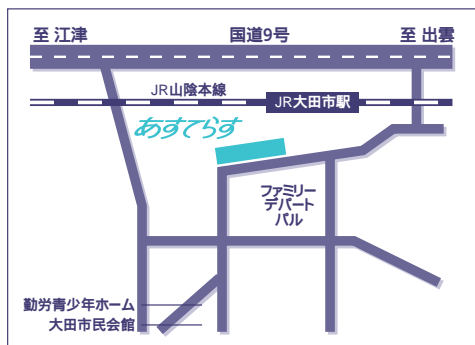 至 江津
国道9号
至 出雲
JR山陰本線
JR大田市駅
あすてらす
ファミリー
デパート
パル
勤労青少年ホーム
大田市民会館